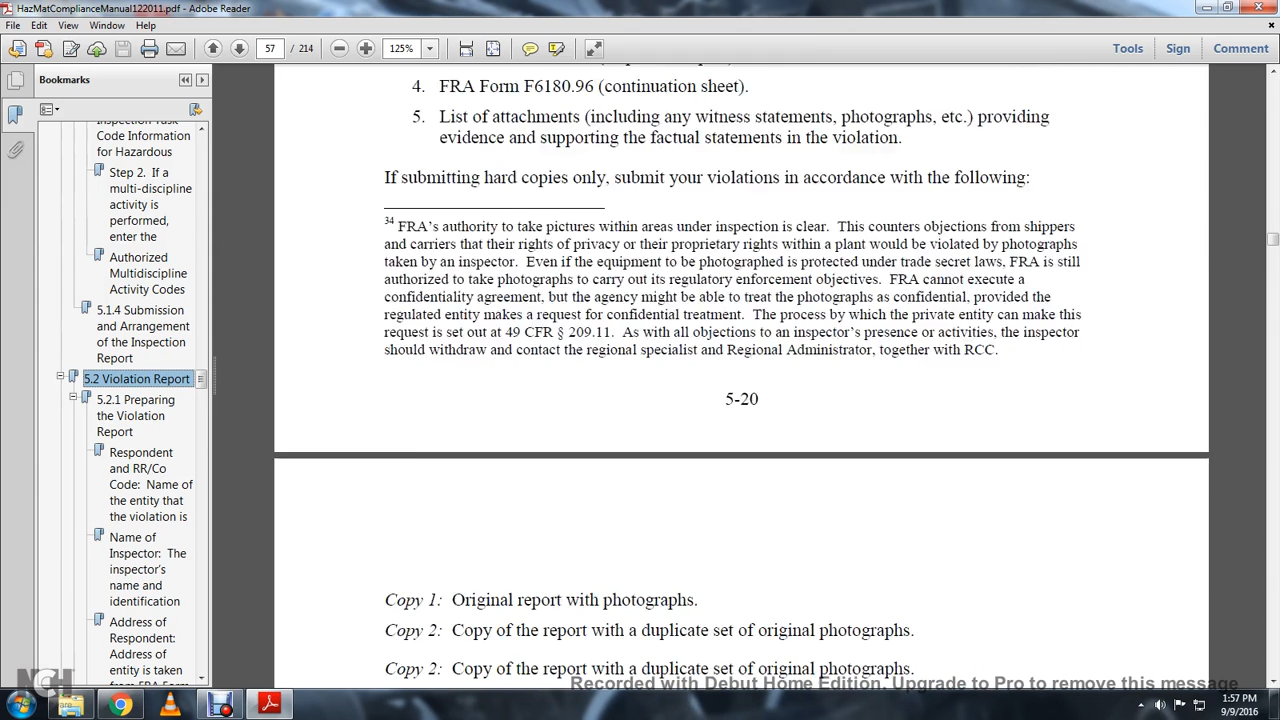 HazMatComplianceManual122011.pdf - Adobe Reader
File Edit View Window Help
57 / 214 125% Tools Sign Comment
Bookmarks
Inspection Task
Code Information
for Hazardous
Step 2. If a
multi-discipline
activity is
performed,
enter the
Authorized
Multidiscipline
Activity Codes
5.1.4 Submission
and Arrangement
of the Inspection
Report
5.2 Violation Report
5.2.1 Preparing
the Violation
Report
Respondent
and RR/Co
Code: Name of
the entity that
the violation is
Name of
Inspector: The
inspector's
name and
identification
Address of
Respondent:
Address of
entity is taken
from FRA Form
4. FRA Form F6180.96 (continuation sheet).
5. List of attachments (including any witness statements, photographs, etc.) providing
evidence and supporting the factual statements in the violation.
If submitting hard copies only, submit your violations in accordance with the following:
34 FRA's authority to take pictures within areas under inspection is clear. This counters objections from shippers
and carriers that their rights of privacy or their proprietary rights within a plant would be violated by photographs
taken by an inspector. Even if the equipment to be photographed is protected under trade secret laws, FRA is still
authorized to take photographs to carry out its regulatory enforcement objectives. FRA cannot execute a
confidentiality agreement, but the agency might be able to treat the photographs as confidential, provided the
regulated entity makes a request for confidential treatment. The process by which the private entity can make this
request is set out at 49 CFR § 209.11. As with all objections to an inspector's presence or activities, the inspector
should withdraw and contact the regional specialist and Regional Administrator, together with RCC.
5-20
Copy 1: Original report with photographs.
Copy 2: Copy of the report with a duplicate set of original photographs.
Copy 2: Copy of the report with a duplicate set of original photographs.
Recorded with Debut Home Edition. Upgrade to Pro to remove this message
NCH
1:57 PM
9/9/2016